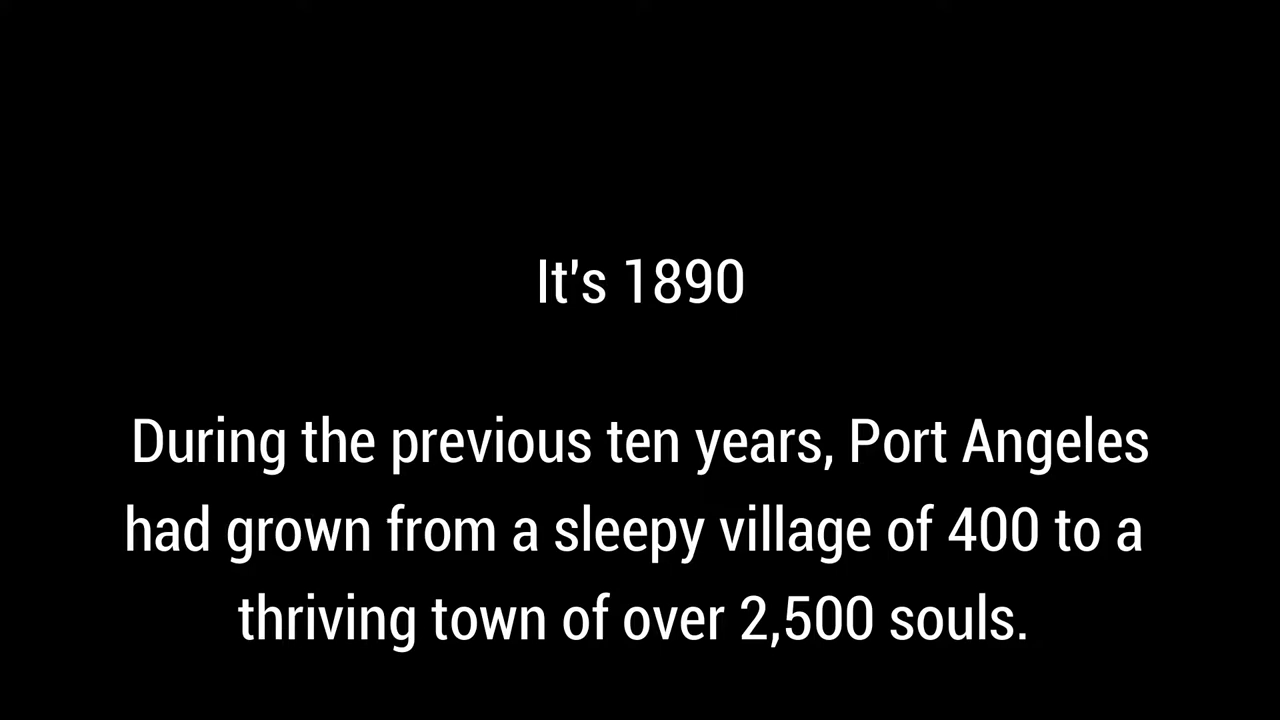 It's 1890
During the previous ten years, Port Angeles
had grown from a sleepy village of 400 to a
thriving town of over 2,500 souls.